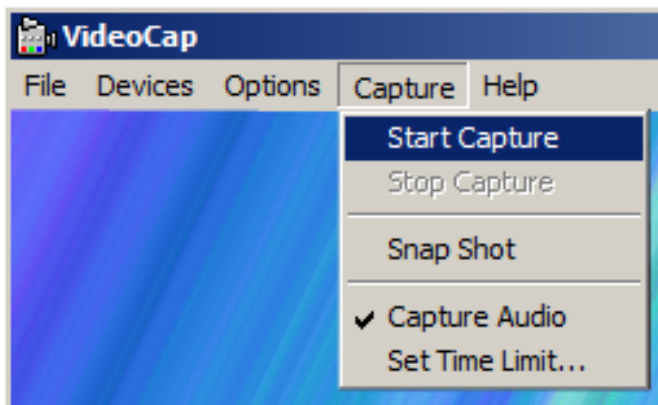 VideoCap
File Devices Options Capture Help
Start Capture
Stop Capture
Snap Shot
Capture Audio
Set Time Limit...